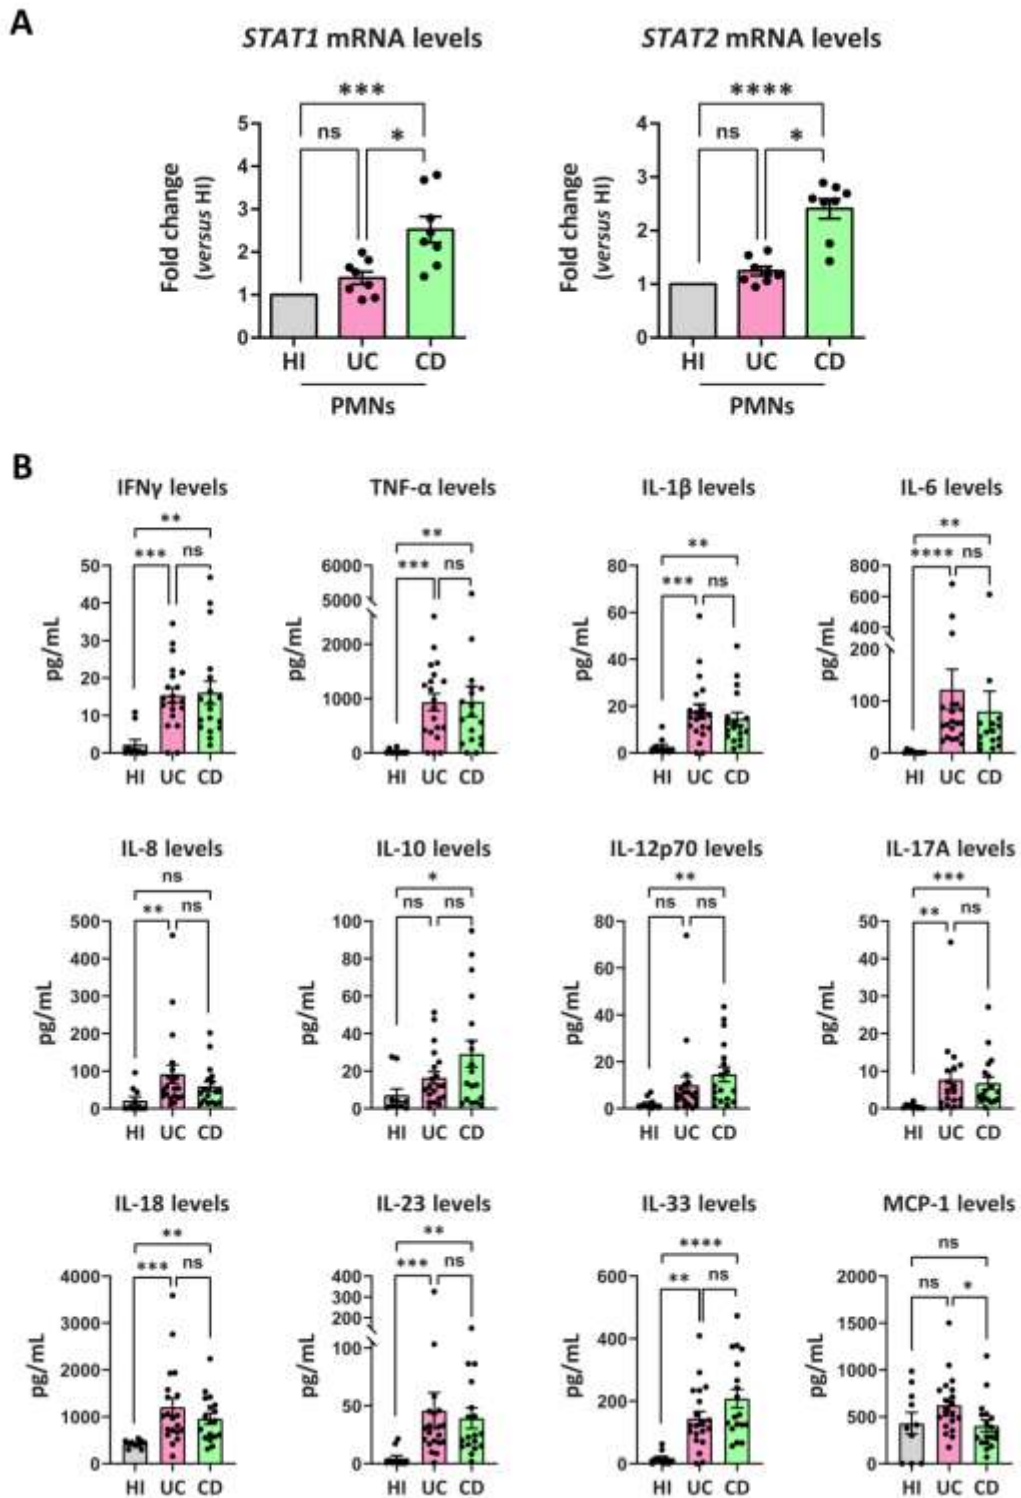 A
STAT1 mRNA levels
STAT2 mRNA levels
***
ns
*
5
4
3
2
1
0
Fold change
(versus HI)
HI UC CD
PMNs
****
ns
*
4
3
2
1
0
Fold change
(versus HI)
HI UC CD
PMNs
B
IFNγ levels
**
***
ns
50
40
30
20
10
0
pg/mL
HI UC CD
TNF-α levels
**
***
ns
6000
5000
2000
1000
0
pg/mL
HI UC CD
IL-1β levels
**
***
ns
80
60
40
20
0
pg/mL
HI UC CD
IL-6 levels
**
****
ns
800
600
400
200
100
0
pg/mL
HI UC CD
IL-8 levels
ns
**
ns
500
400
300
200
100
0
pg/mL
HI UC CD
IL-10 levels
*
ns
ns
100
80
60
40
20
0
pg/mL
HI UC CD
IL-12p70 levels
**
ns
ns
80
60
40
20
0
pg/mL
HI UC CD
IL-17A levels
***
**
ns
50
40
30
20
10
0
pg/mL
HI UC CD
IL-18 levels
**
***
ns
4000
3000
2000
1000
0
pg/mL
HI UC CD
IL-23 levels
**
***
ns
400
300
200
100
50
0
pg/mL
HI UC CD
IL-33 levels
****
**
ns
600
400
200
0
pg/mL
HI UC CD
MCP-1 levels
ns
ns
*
2000
1500
1000
500
0
pg/mL
HI UC CD